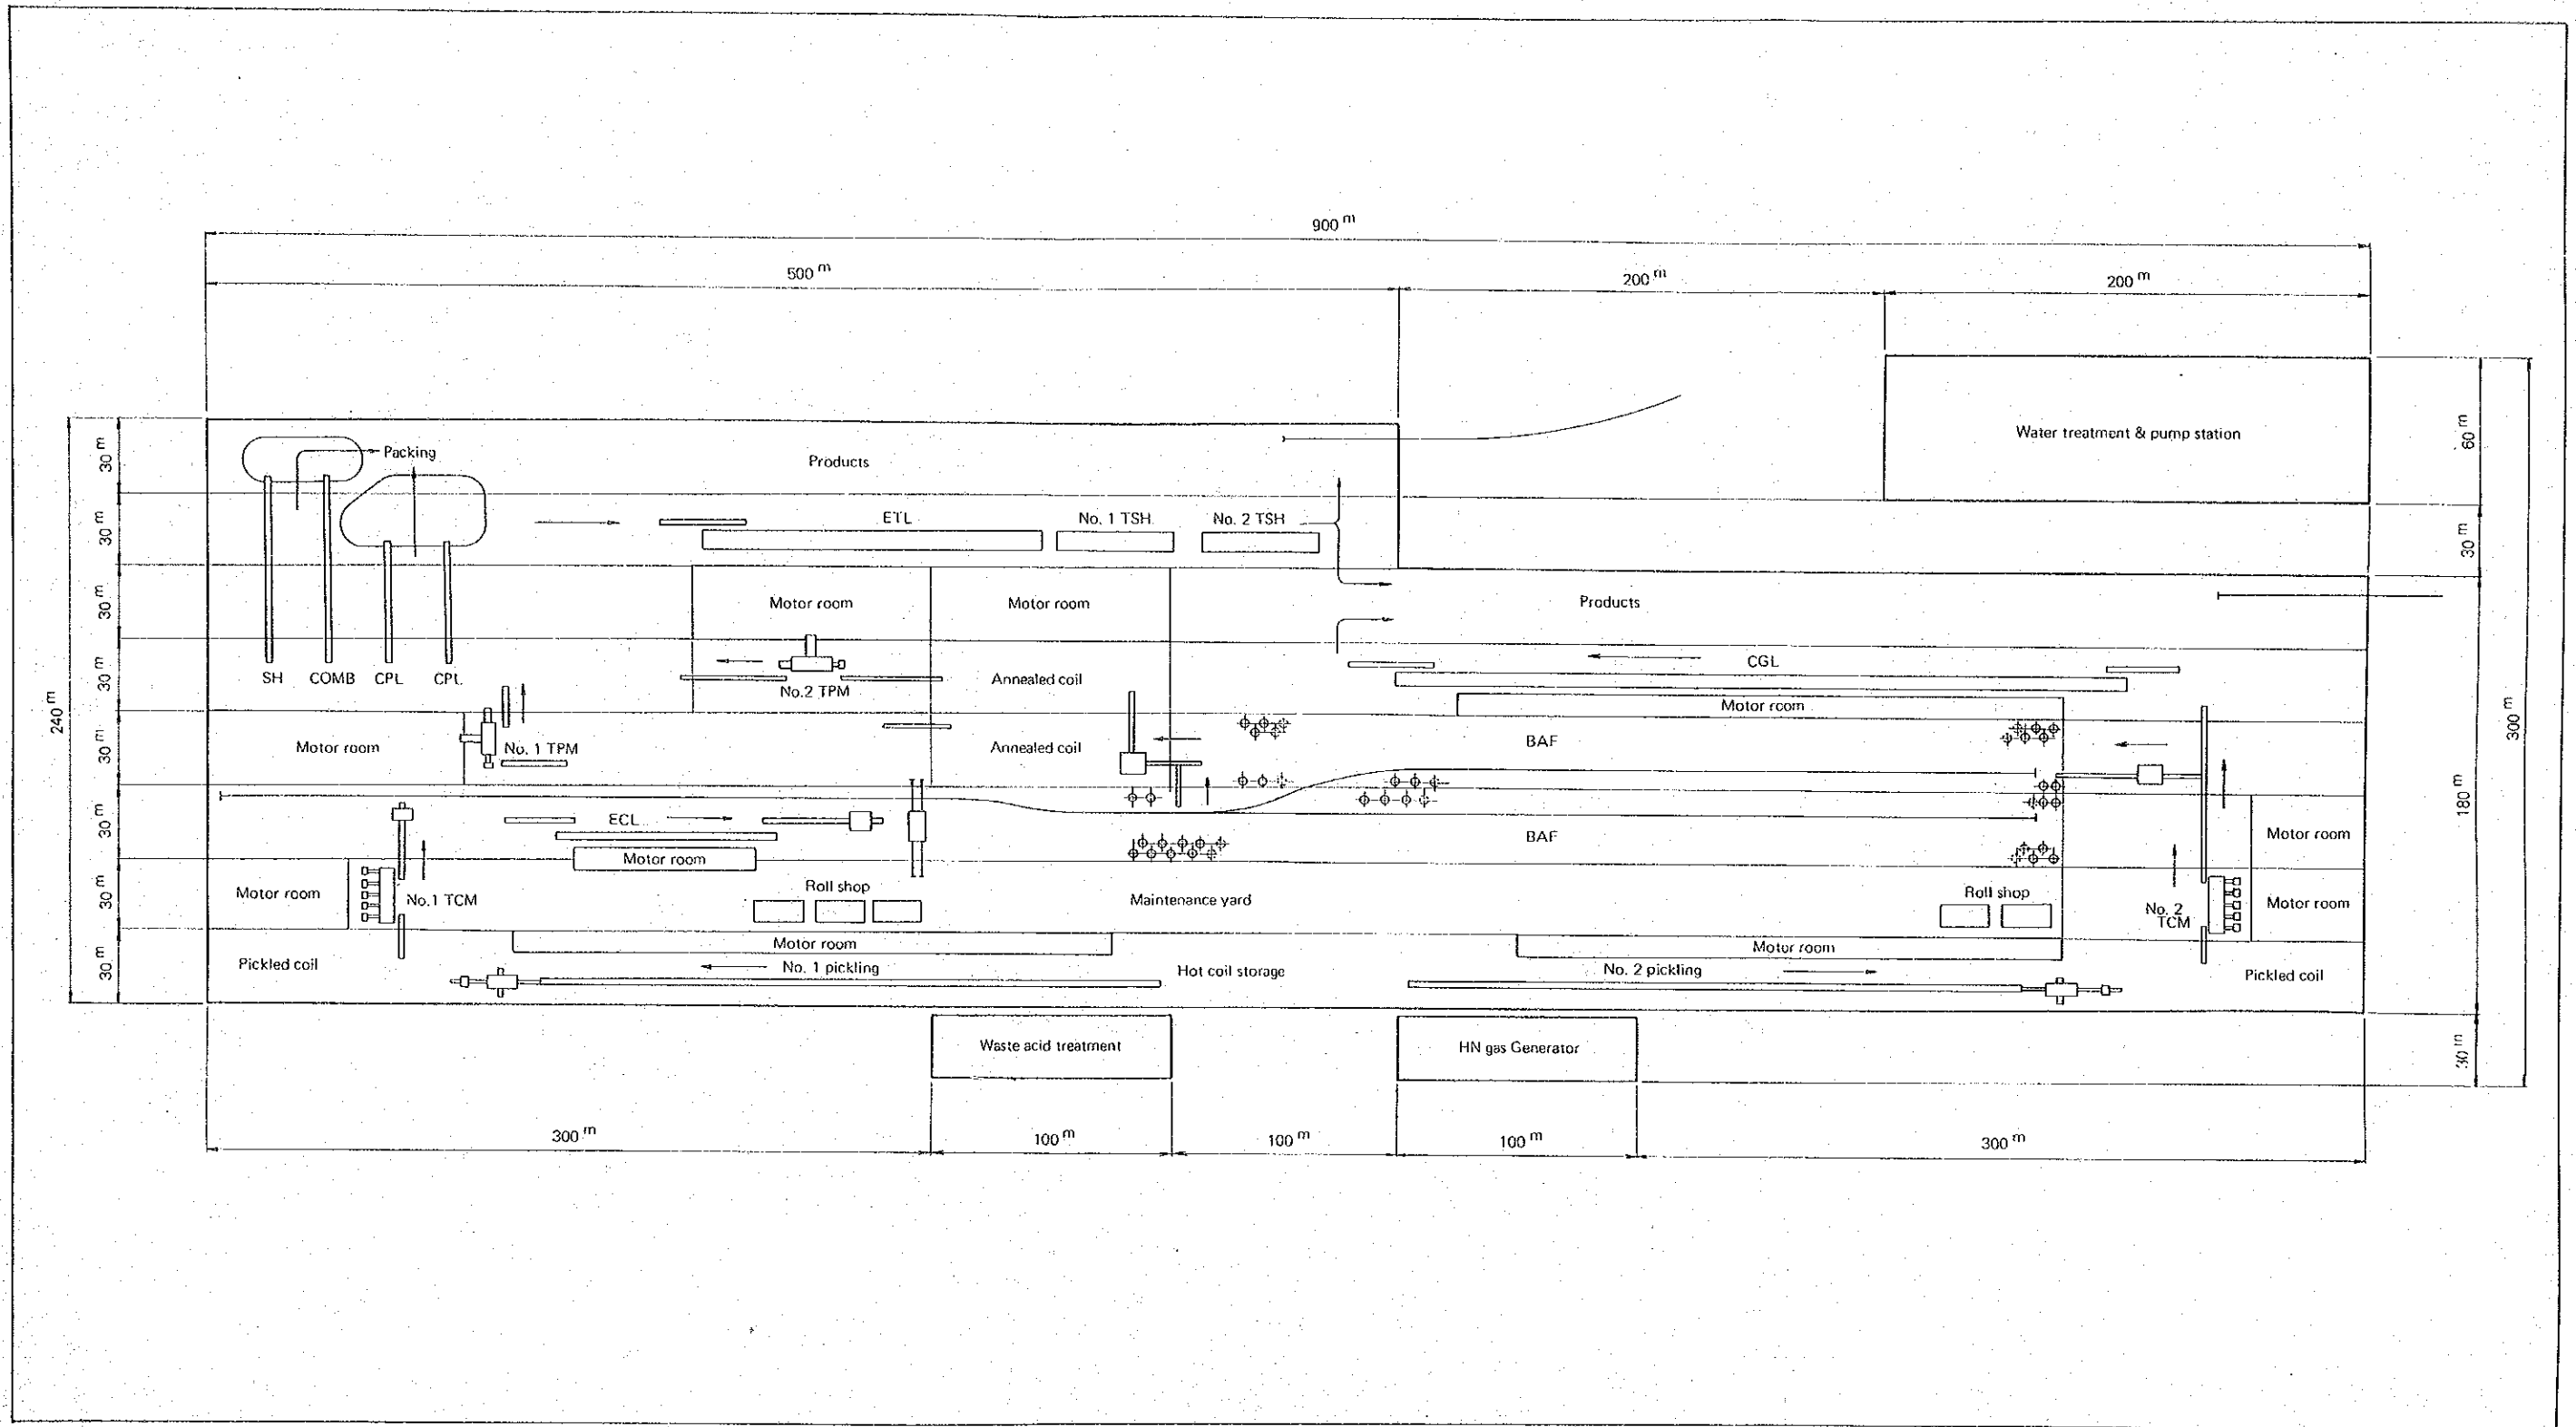 900 m
500 m
200 m
200 m
30 m
30 m
30 m
30 m
30 m
30 m
30 m
30 m
240 m
60 m
30 m
180 m
30 m
300 m
Packing
Products
Water treatment & pump station
ETL
No. 1 TSH
No. 2 TSH
Motor room
Motor room
Products
SH
COMB
CPL
CPL
No.2 TPM
Annealed coil
CGL
Motor room
Motor room
No. 1 TPM
Annealed coil
BAF
ECL
Motor room
BAF
Motor room
Motor room
No.1 TCM
Roll shop
Maintenance yard
Roll shop
No. 2
TCM
Motor room
Motor room
Motor room
Pickled coil
No. 1 pickling
Hot coil storage
No. 2 pickling
Pickled coil
Waste acid treatment
HN gas Generator
300 m
100 m
100 m
100 m
300 m